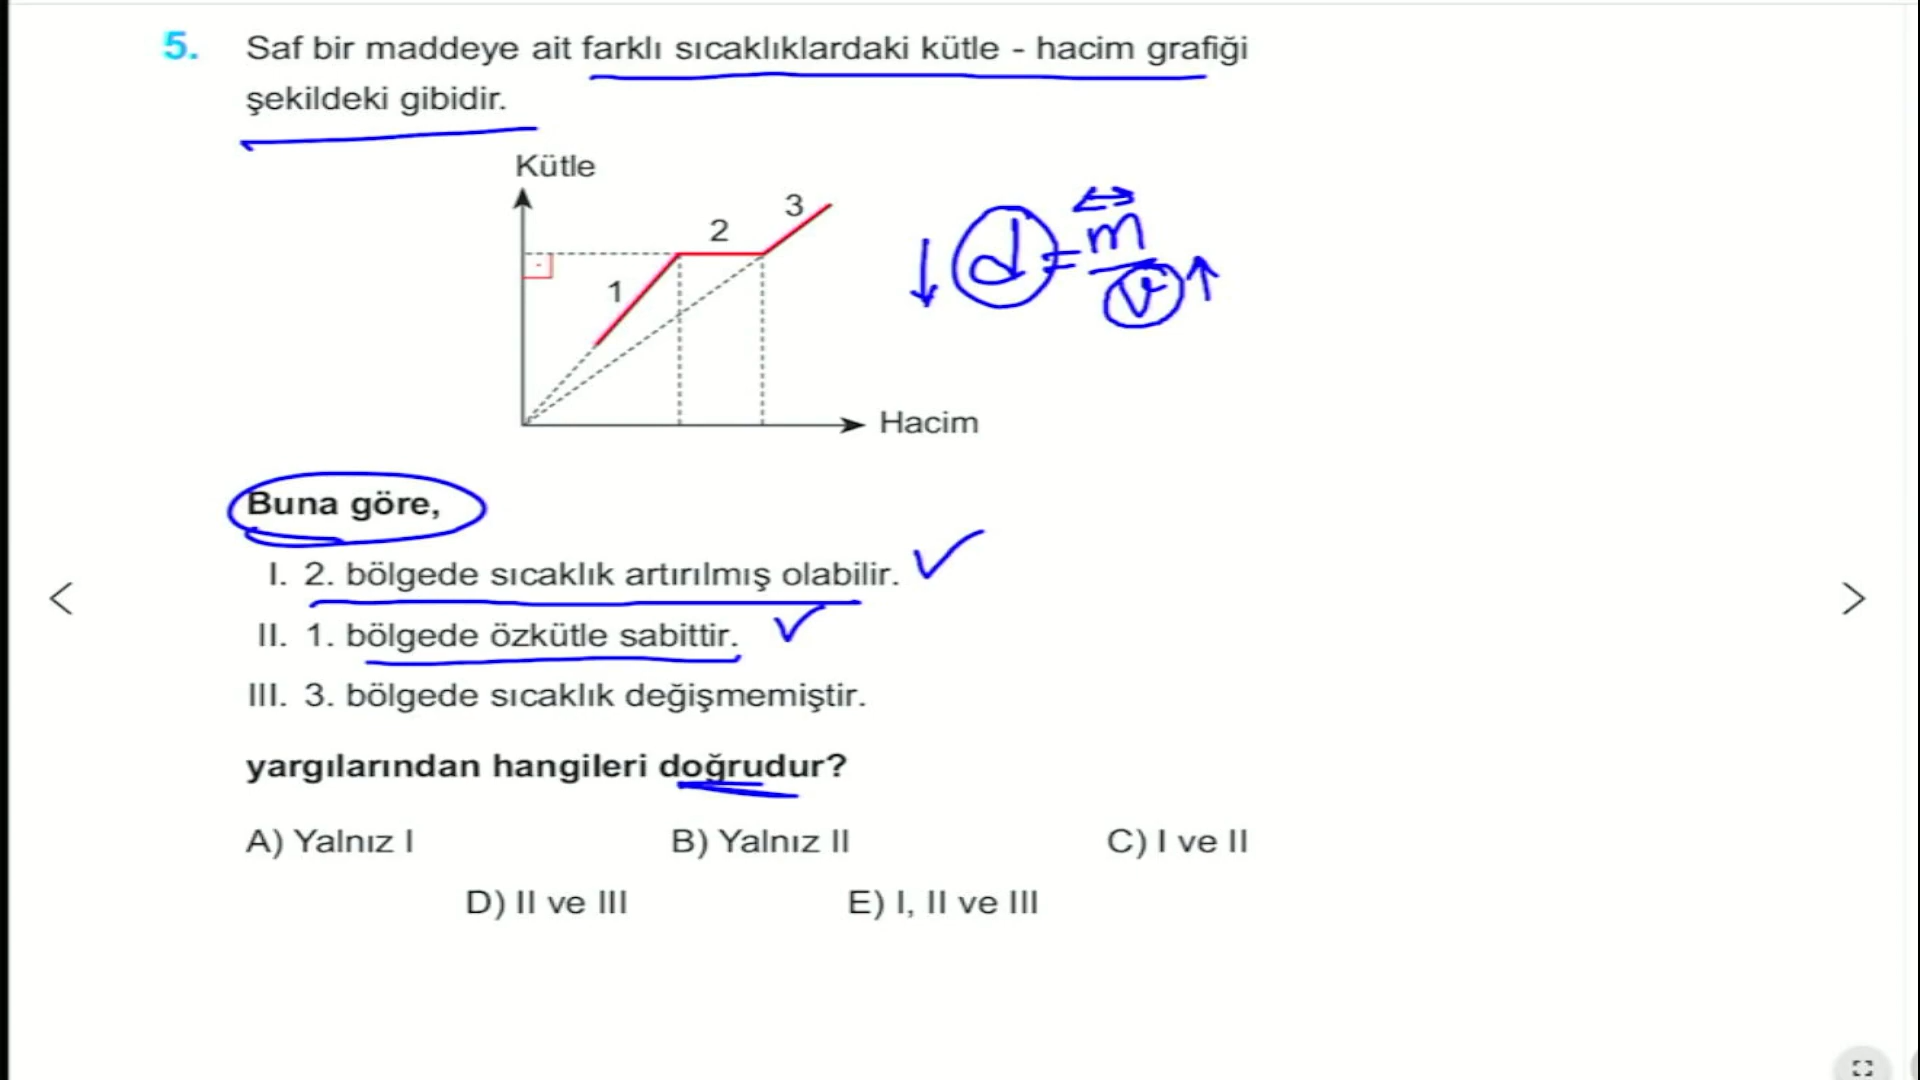 5. Saf bir maddeye ait farklı sıcaklıklardaki kütle - hacim grafiği
şekildeki gibidir.
Kütle
3
2
1
Hacim
d = m
v
Buna göre,
I. 2. bölgede sıcaklık artırılmış olabilir.
II. 1. bölgede özkütle sabittir.
III. 3. bölgede sıcaklık değişmemiştir.
yargılarından hangileri doğrudur?
A) Yalnız I B) Yalnız II C) I ve II
D) II ve III E) I, II ve III